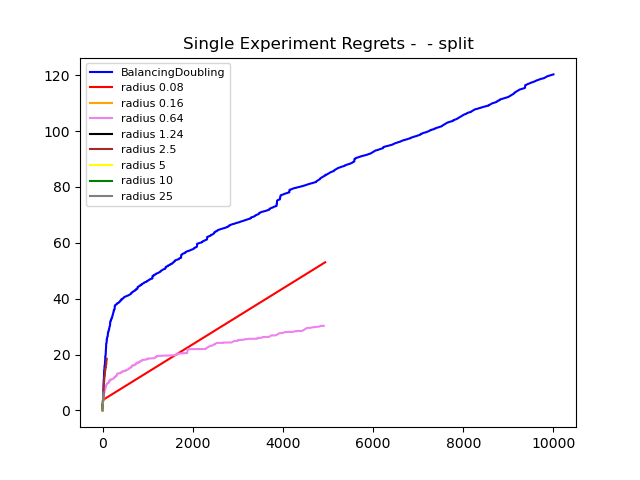 Single Experiment Regrets -  - split
BalancingDoubling
radius 0.08
radius 0.16
radius 0.64
radius 1.24
radius 2.5
radius 5
radius 10
radius 25
120
100
80
60
40
20
0
0 2000 4000 6000 8000 10000